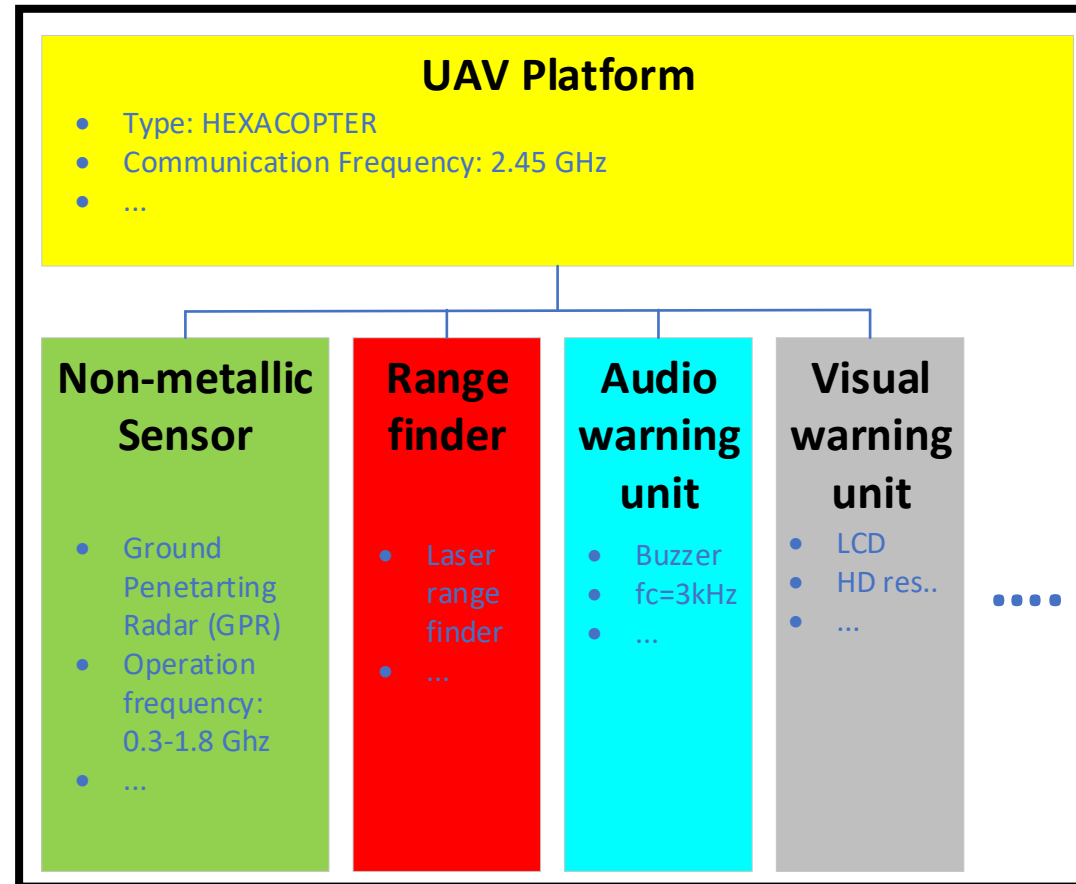 UAV Platform
• Type: HEXACOPTER
• Communication Frequency: 2.45 GHz
• ...
Non-metallic
Sensor
• Ground
Penetarting
Radar (GPR)
• Operation
frequency:
0.3-1.8 Ghz
• ...
Range
finder
• Laser
range
finder
• ...
Audio
warning
unit
• Buzzer
• fc=3kHz
• ...
Visual
warning
unit
• LCD
• HD res..
• ...
....